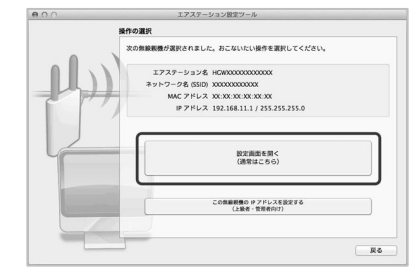 エアステーション設定ツール
操作の選択
次の無線親機が選択されました。おこないたい操作を選択してください。
エアステーション名 HGWXXXXXXXXXXXX
ネットワーク名 (SSID) XXXXXXXXXXXX
MAC アドレス XX:XX:XX:XX:XX:XX
IP アドレス 192.168.11.1 / 255.255.255.0
設定画面を開く
(通常はこちら)
この無線親機の IP アドレスを設定する
(上級者・管理者向け)
戻る